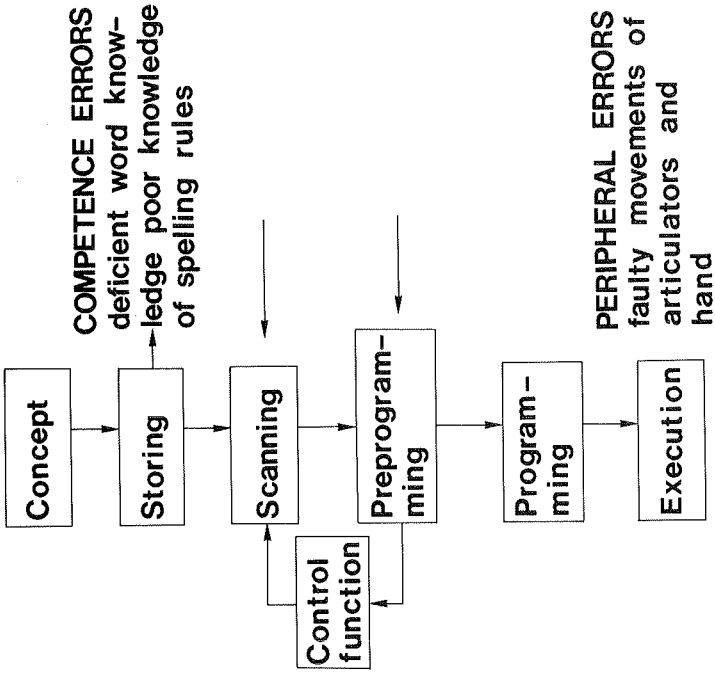 Concept
Storing
COMPETENCE ERRORS
deficient word know-
ledge poor knowledge
of spelling rules
Scanning
Control
function
Preprogram-
ming
Program-
ming
Execution
PERIPHERAL ERRORS
faulty movements of
articulators and
hand